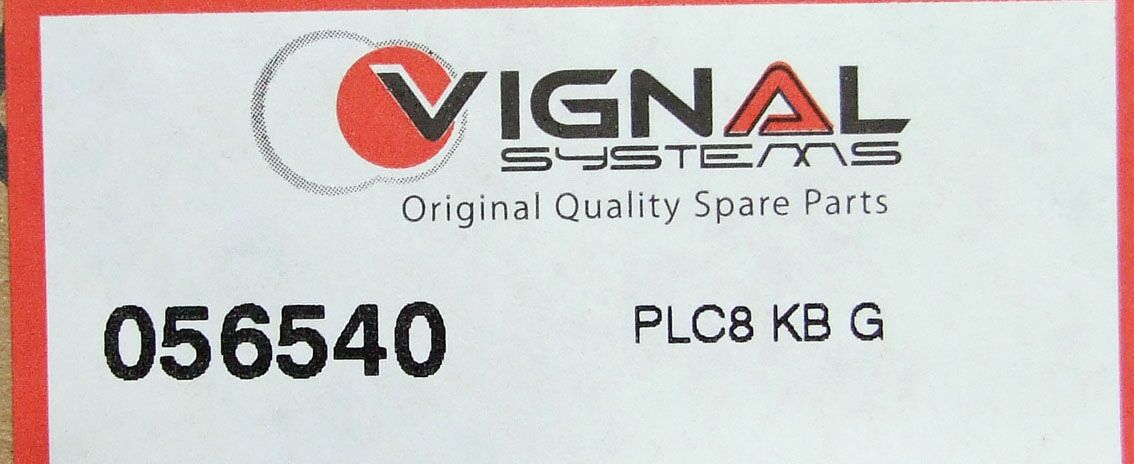 VIGNAL
SYSTEMS
Original Quality Spare Parts
056540 PLC8 KB G